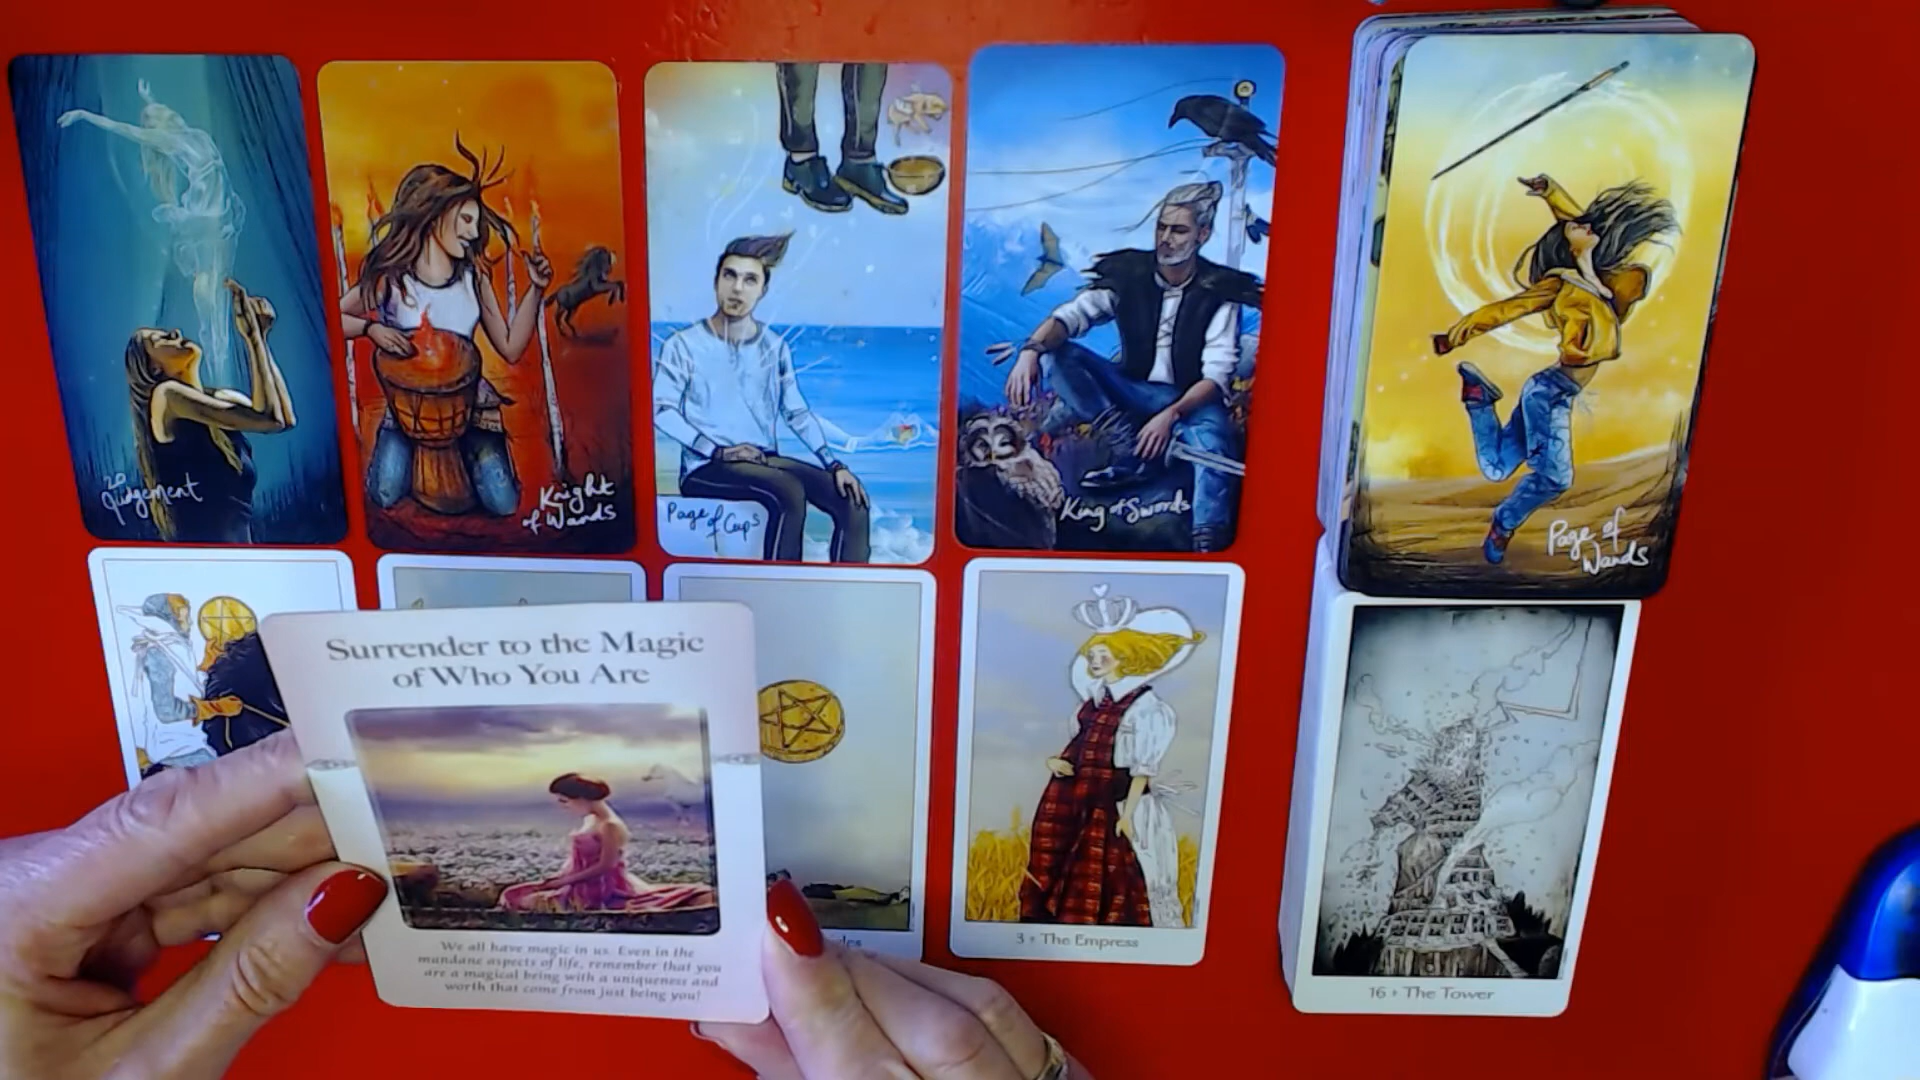 20
Judgement
Knight
of Wands
Page of Cups
King of Swords
Page of
Wands
Surrender to the Magic
of Who You Are
We all have magic in us. Even in the
mundane aspects of life, remember that you
are a magical being with a uniqueness and
worth that come from just being you!
3 • The Empress
16 • The Tower